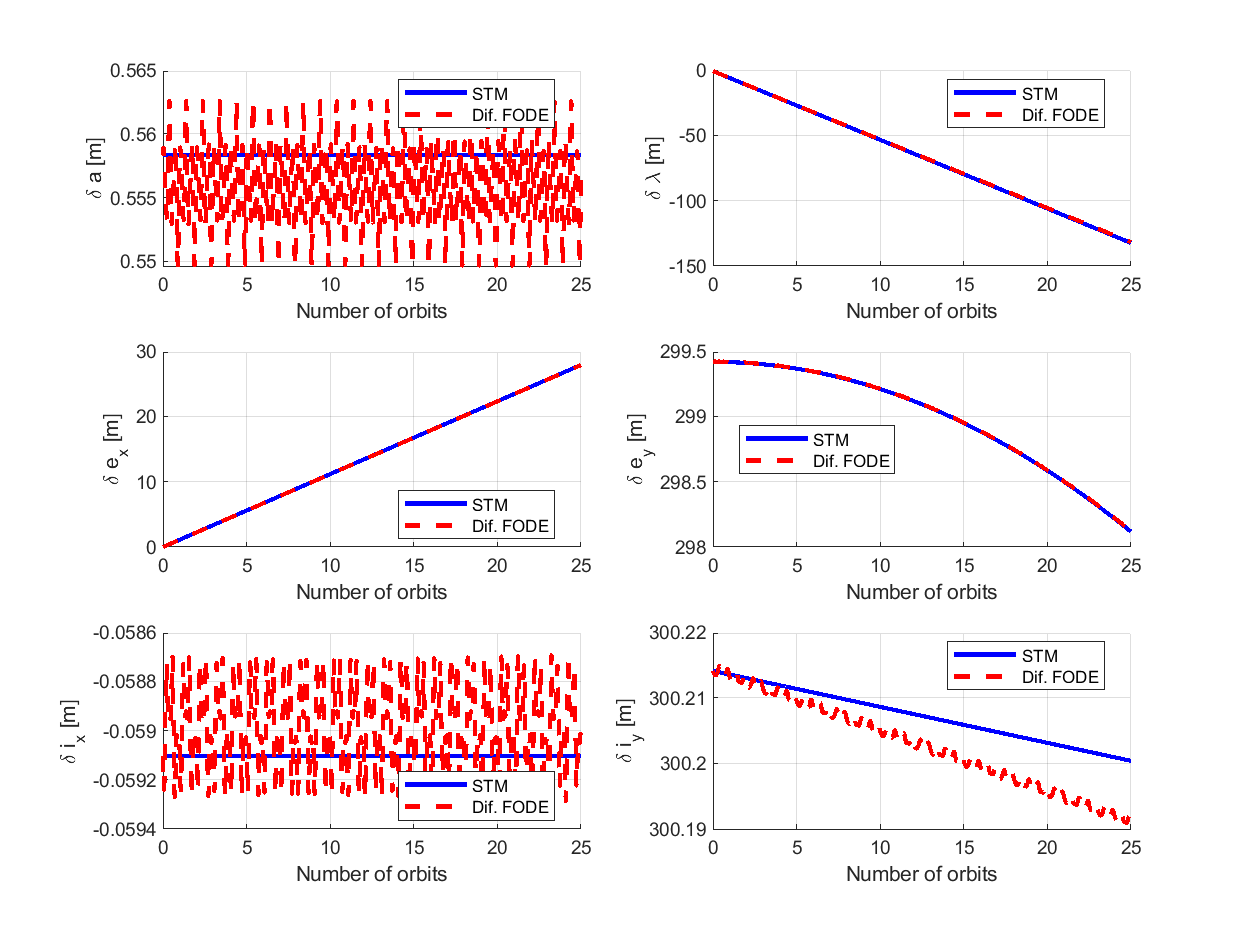 0.565
0.56
0.555
0.55
δ a [m]
STM
Dif. FODE
0 5 10 15 20 25
Number of orbits
0
-50
-100
-150
δ λ [m]
STM
Dif. FODE
0 5 10 15 20 25
Number of orbits
30
20
10
0
δ e_x [m]
STM
Dif. FODE
0 5 10 15 20 25
Number of orbits
299.5
299
298.5
298
δ e_y [m]
STM
Dif. FODE
0 5 10 15 20 25
Number of orbits
-0.0586
-0.0588
-0.059
-0.0592
-0.0594
δ i_x [m]
STM
Dif. FODE
0 5 10 15 20 25
Number of orbits
300.22
300.21
300.2
300.19
δ i_y [m]
STM
Dif. FODE
0 5 10 15 20 25
Number of orbits